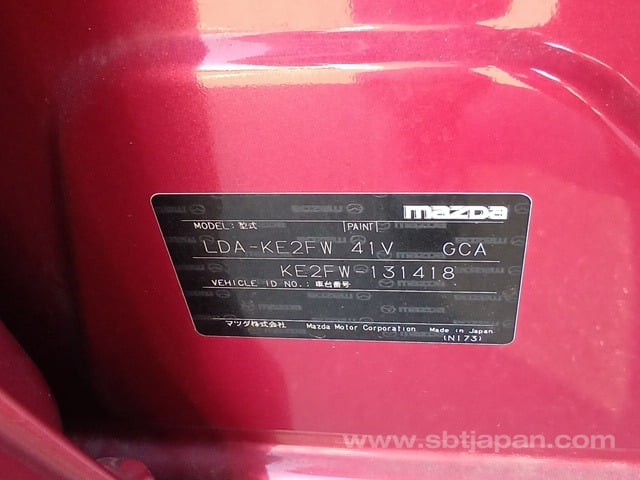 mazda
MODEL: 型式 PAINT
LDA-KE2FW 41V GCA
KE2FW-131418
VEHICLE ID NO.: 車台番号
マツダ株式会社 Mazda Motor Corporation Made in Japan
(N173)
www.sbtjapan.com